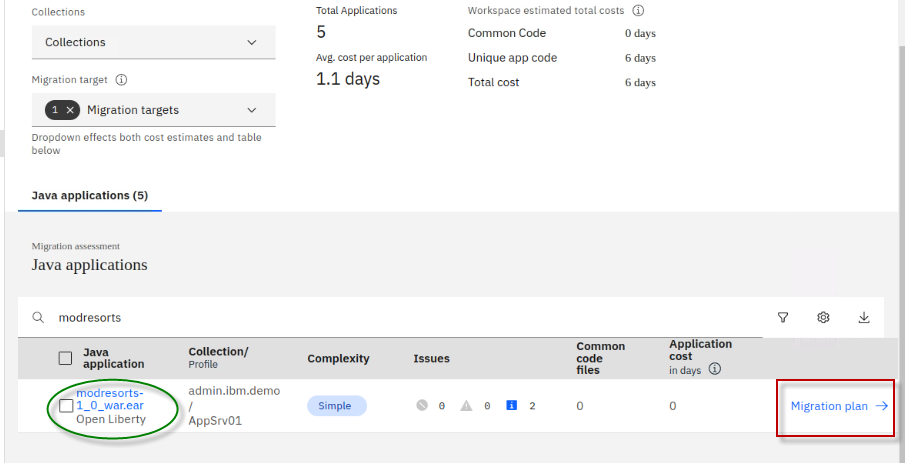 Collections
Collections
Migration target
1 × Migration targets
Dropdown effects both cost estimates and table
below
Total Applications
5
Avg. cost per application
1.1 days
Workspace estimated total costs
Common Code 0 days
Unique app code 6 days
Total cost 6 days
Java applications (5)
Migration assessment
Java applications
modresorts
Java
application
Collection/
Profile
Complexity
Issues
Common
code
files
Application
cost
in days
modresorts-
1_0_war.ear
Open Liberty
admin.ibm.demo
/
AppSrv01
Simple
0 0 2
0
0
Migration plan →